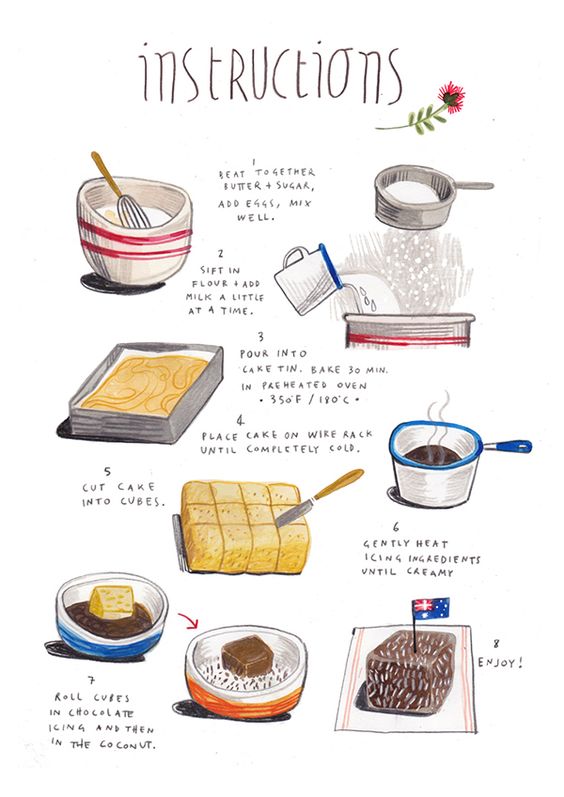 instRUCtiONS
1
BEAT TOGETHER
BUTTER + SUGAR,
ADD EGGS, MIX
WELL.
2
SIFT IN
FLOUR + ADD
MILK A LITTLE
AT A TIME.
3
POUR INTO
CAKE TIN. BAKE 30 MIN.
IN PREHEATED OVEN
• 350°F / 180°C •
4
PLACE CAKE ON WIRE RACK
UNTIL COMPLETELY COLD.
5
CUT CAKE
INTO CUBES.
6
GENTLY HEAT
ICING INGREDIENTS
UNTIL CREAMY
7
ROLL CUBES
IN CHOCOLATE
ICING AND THEN
IN THE COCONUT.
8
ENJOY!